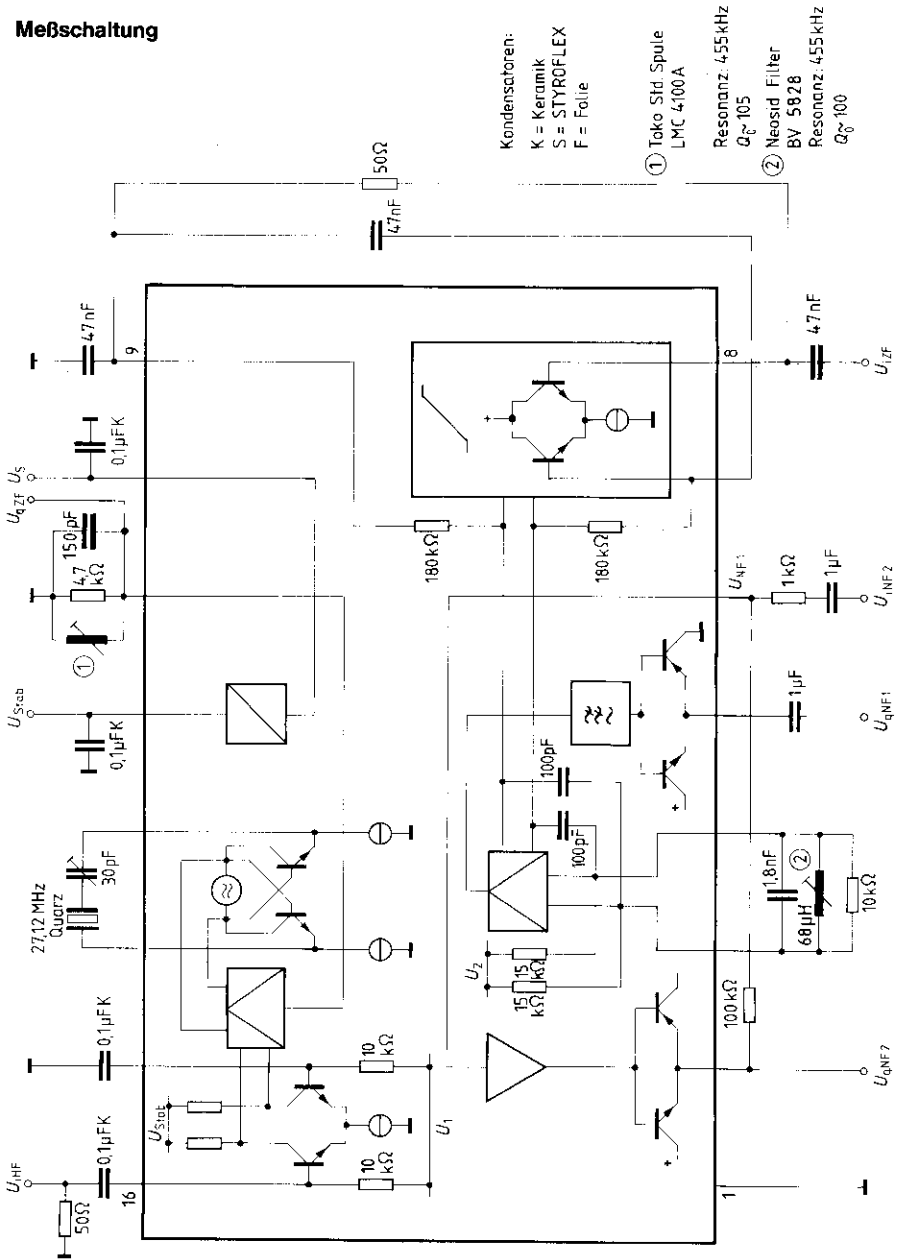 Meßschaltung
Kondensatoren:
K = Keramik
S = STYROFLEX
F = Folie
① Toko Std. Spule
LMC 4100A
Resonanz: 455kHz
Q₀~105
② Neosid Filter
BV 5828
Resonanz: 455kHz
Q₀~100
50Ω
47nF
47nF
9
0,1µFK
U_S
U_qZF
150pF
4,7
kΩ
①
U_Stab
0,1µFK
30pF
27,12 MHz
Quarz
0,1µFK
0,1µFK
U_iHF
50Ω
16
U_Stab
10
kΩ
10
kΩ
U_1
+
8
47nF
U_iZF
180kΩ
180kΩ
U_NF1
1kΩ
1µF
U_iNF2
1µF
U_qNF1
+
100pF
100pF
U_2
15
kΩ
15
kΩ
1,8nF
68µH
②
10kΩ
100kΩ
U_qNF2
+
1